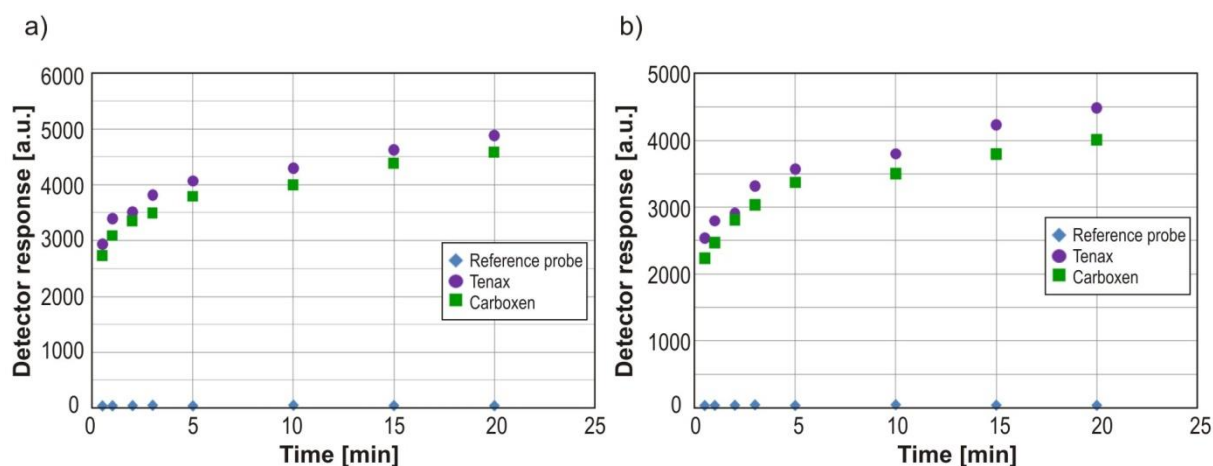 a)
Detector response [a.u.]
6000
5000
4000
3000
2000
1000
0
0 5 10 15 20 25
Time [min]
Reference probe
Tenax
Carboxen
b)
Detector response [a.u.]
5000
4000
3000
2000
1000
0
0 5 10 15 20 25
Time [min]
Reference probe
Tenax
Carboxen